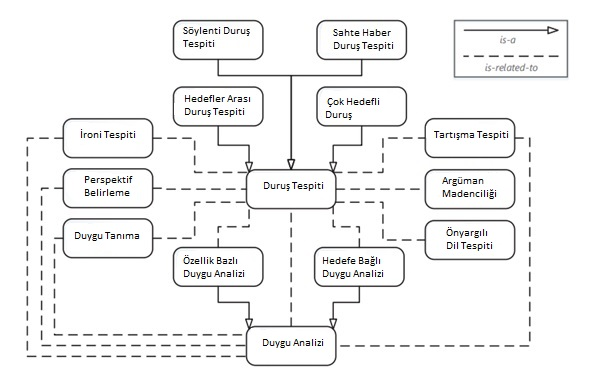 Söylenti Duruş
Tespiti
Sahte Haber
Duruş Tespiti
is-a
is-related-to
Hedefler Arası
Duruş Tespiti
Çok Hedefli
Duruş
İroni Tespiti
Tartışma Tespiti
Perspektif
Belirleme
Duruş Tespiti
Argüman
Madenciliği
Duygu Tanıma
Önyargılı
Dil Tespiti
Özellik Bazlı
Duygu Analizi
Hedefe Bağlı
Duygu Analizi
Duygu Analizi